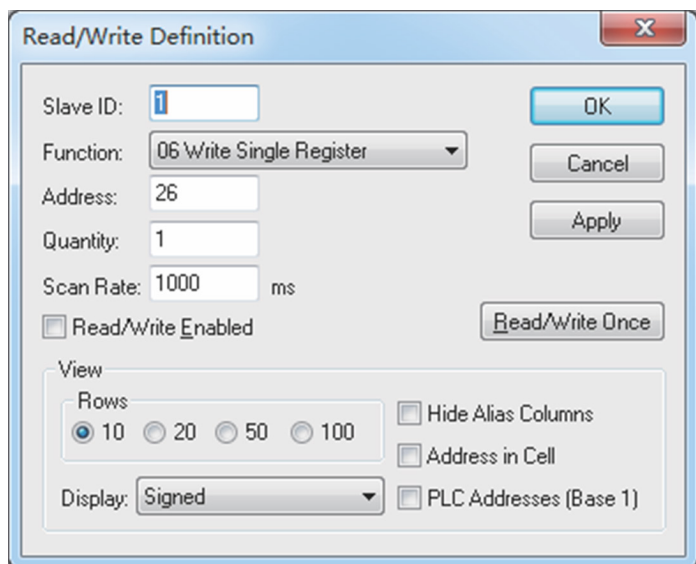 Read/Write Definition
Slave ID: 1
OK
Function: 06 Write Single Register
Cancel
Address: 26
Apply
Quantity: 1
Scan Rate: 1000 ms
Read/Write Enabled
Read/Write Once
View
Rows
10 20 50 100
Hide Alias Columns
Address in Cell
Display: Signed
PLC Addresses (Base 1)